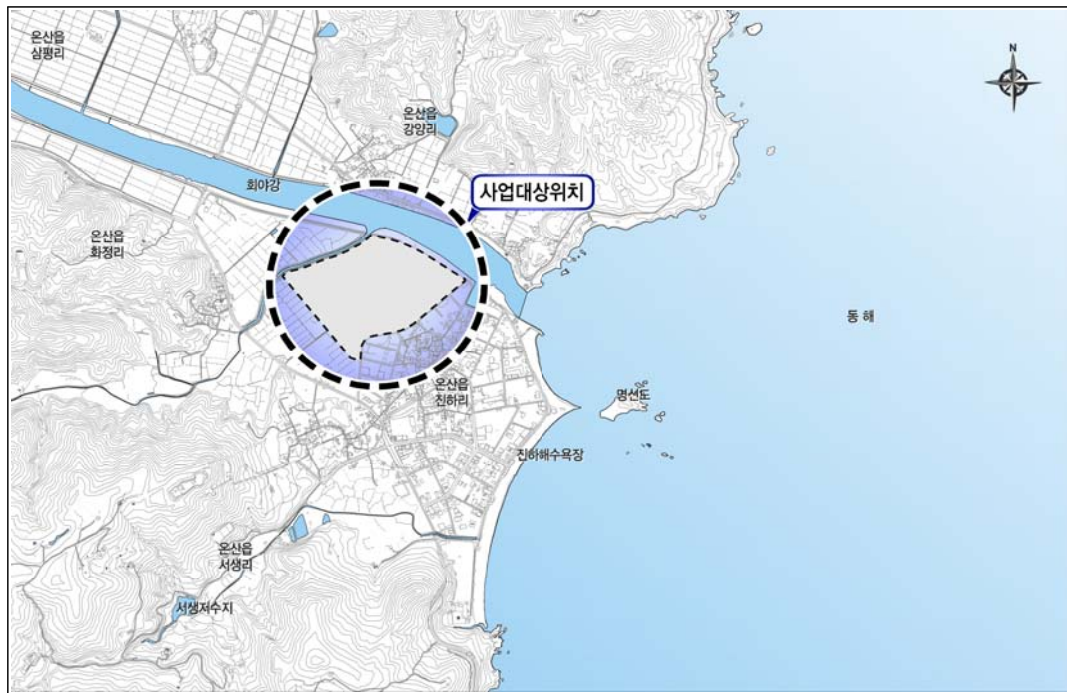 온산읍
삼평리
N
온산읍
강양리
회야강
사업대상위치
온산읍
화정리
동 해
온산읍
진하리
명선도
진하해수욕장
온산읍
서생리
서생저수지